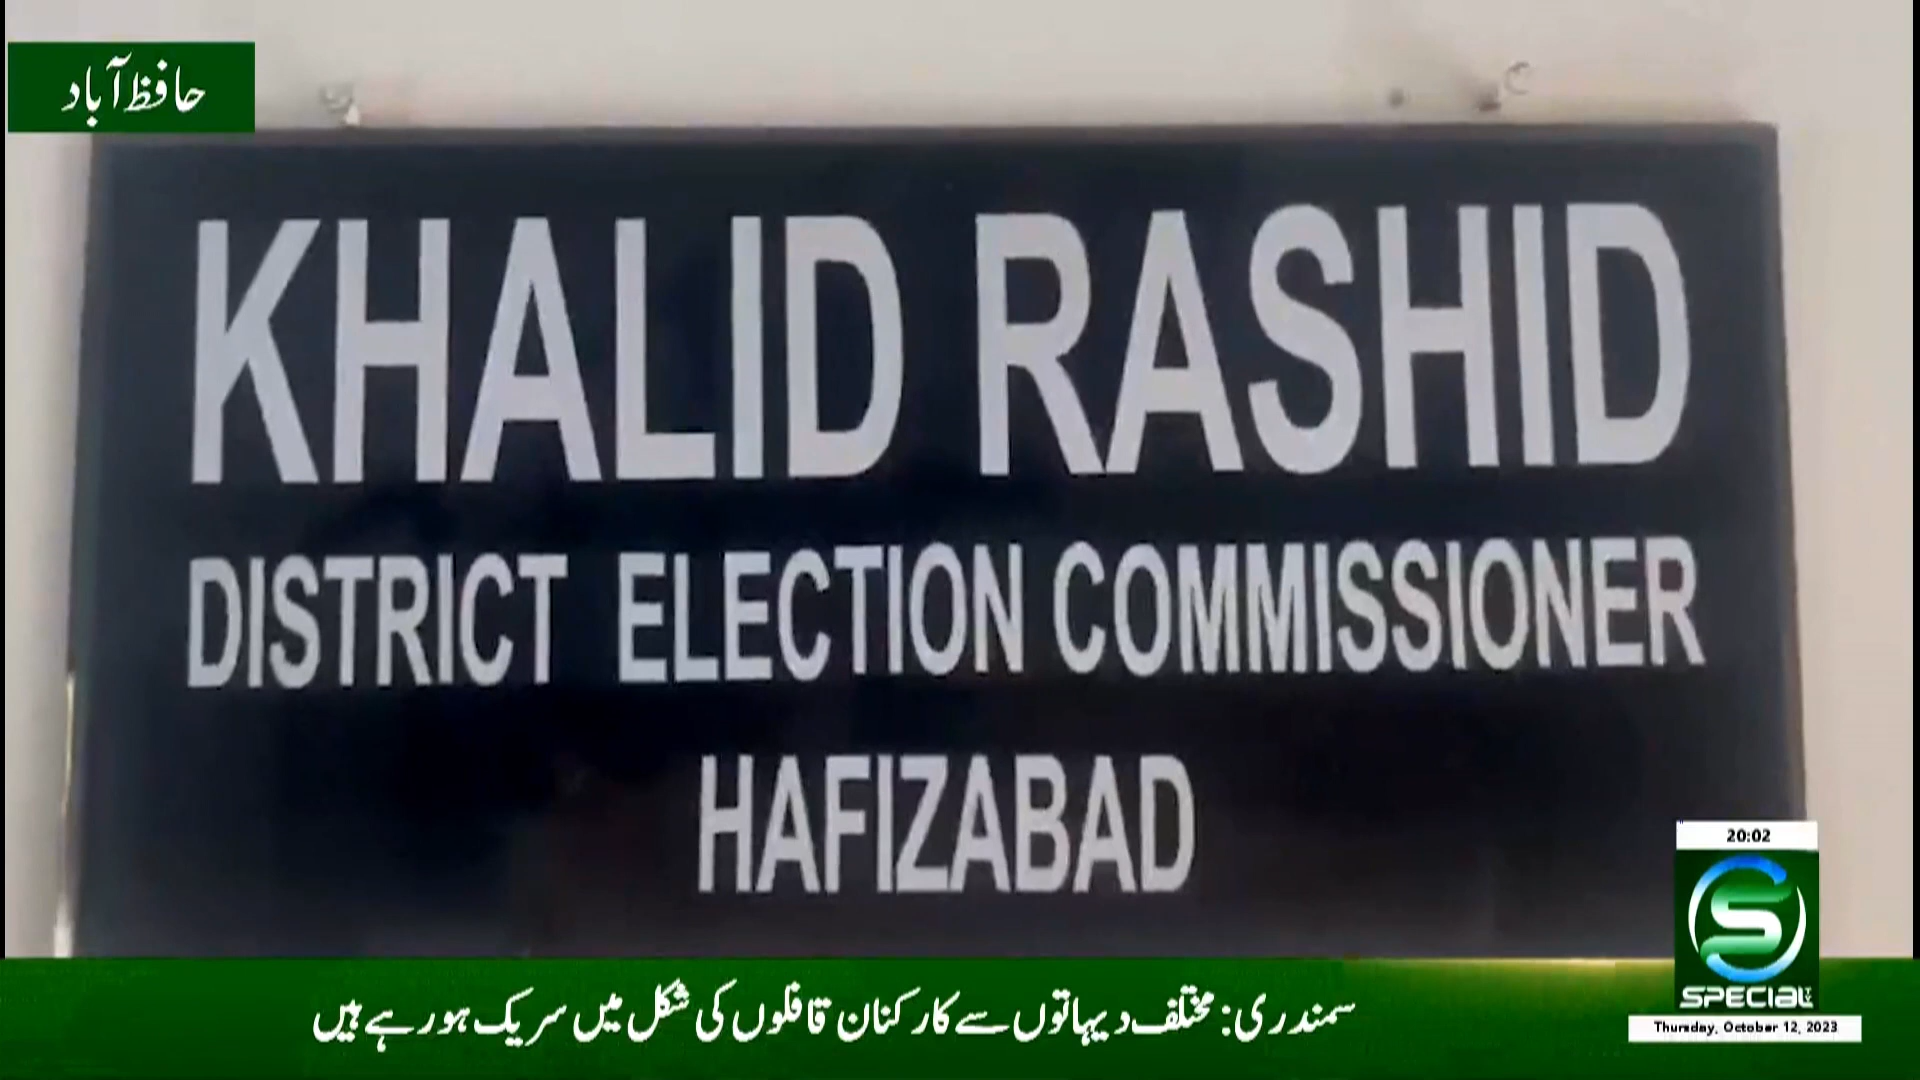 حافظ آباد
KHALID RASHID
DISTRICT ELECTION COMMISSIONER
HAFIZABAD
20:02
S
SPECIAL
Thursday, October 12, 2023
سمندری: مختلف دیہاتوں سے کارکنان قافلوں کی شکل میں سریک ہو رہے ہیں